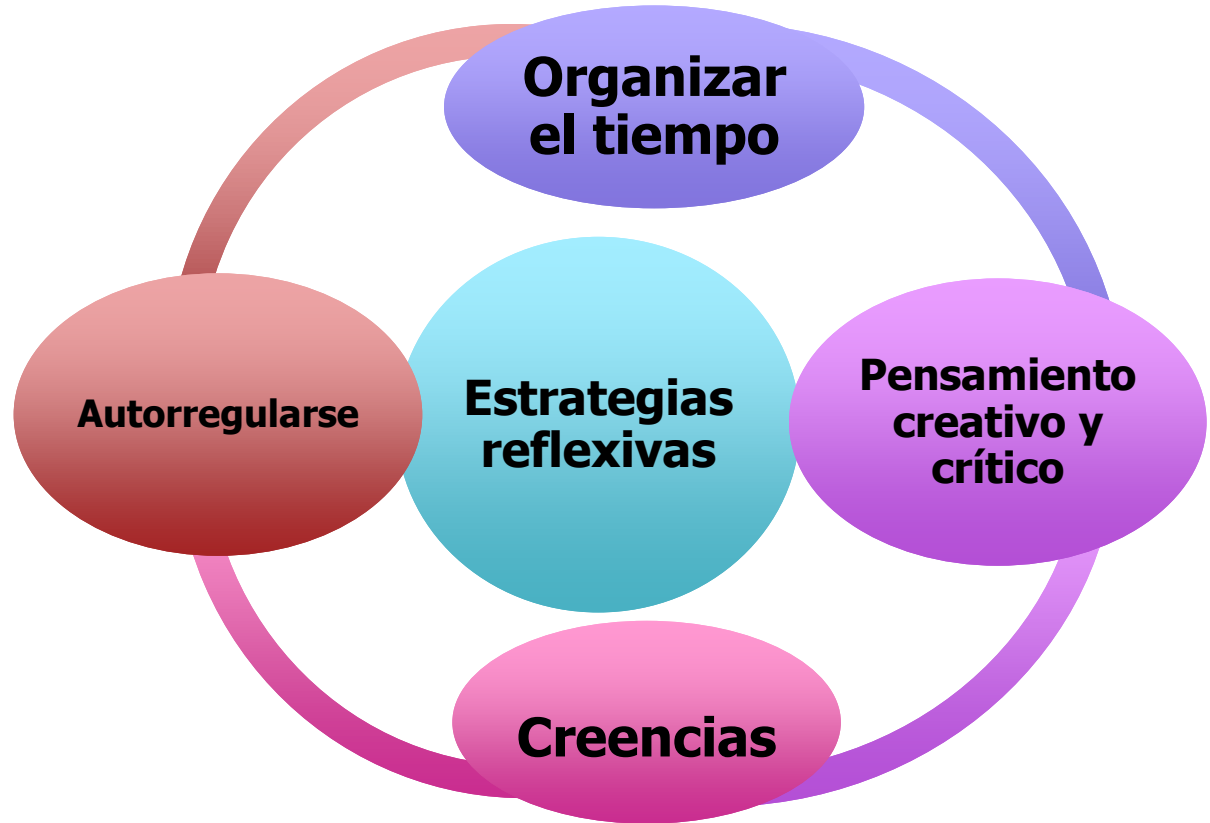 Organizar
el tiempo
Autorregularse
Estrategias
reflexivas
Pensamiento
creativo y
crítico
Creencias